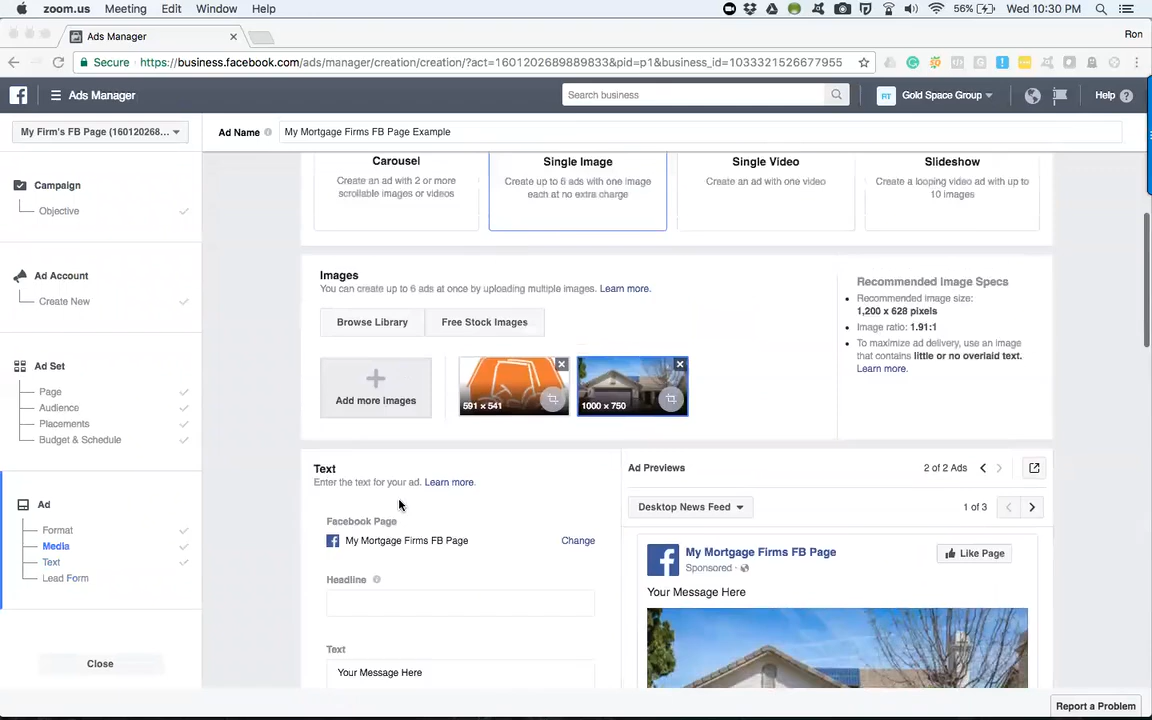 zoom.us Meeting Edit Window Help 56% Wed 10:30 PM
Ads Manager Ron
Secure https://business.facebook.com/ads/manager/creation/creation/?act=1601202689889833&pid=p1&business_id=1033321526677955
Ads Manager Search business Gold Space Group Help
My Firm's FB Page (160120268... Ad Name My Mortgage Firms FB Page Example
Campaign
Objective
Ad Account
Create New
Ad Set
Page
Audience
Placements
Budget & Schedule
Ad
Format
Media
Text
Lead Form
Close
Carousel
Create an ad with 2 or more
scrollable images or videos
Single Image
Create up to 6 ads with one image
each at no extra charge
Single Video
Create an ad with one video
Slideshow
Create a looping video ad with up to
10 images
Images
You can create up to 6 ads at once by uploading multiple images. Learn more.
Browse Library Free Stock Images
Add more images
591 × 541
1000 × 750
Recommended Image Specs
Recommended image size:
1,200 x 628 pixels
Image ratio: 1.91:1
To maximize ad delivery, use an image
that contains little or no overlaid text.
Learn more.
Text
Enter the text for your ad. Learn more.
Facebook Page
My Mortgage Firms FB Page Change
Headline
Text
Your Message Here
Ad Previews 2 of 2 Ads
Desktop News Feed 1 of 3
My Mortgage Firms FB Page Like Page
Sponsored ·
Your Message Here
Report a Problem